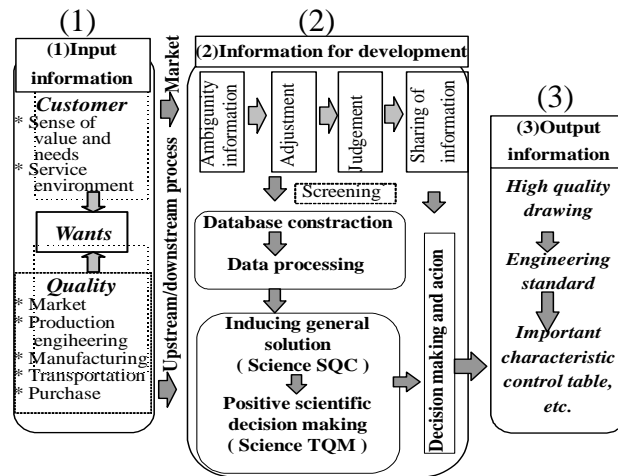 (1)
(1)Input
information
Customer
* Sense of
value and
needs
* Service
environment
Wants
Quality
* Market
* Production
engiheering
* Manufacturing
* Transportation
* Purchase
Upstream/downstream process
Market
(2)
(2)Information for development
Ambigunity
information
Adjustment
Judgement
Sharing of
information
Screening
Database constraction
Data processing
Inducing general
solution
( Science SQC )
Positive scientific
decision making
( Science TQM )
Decision making and acion
(3)
(3)Output
information
High quality
drawing
Engineering
standard
Important
characteristic
control table,
etc.